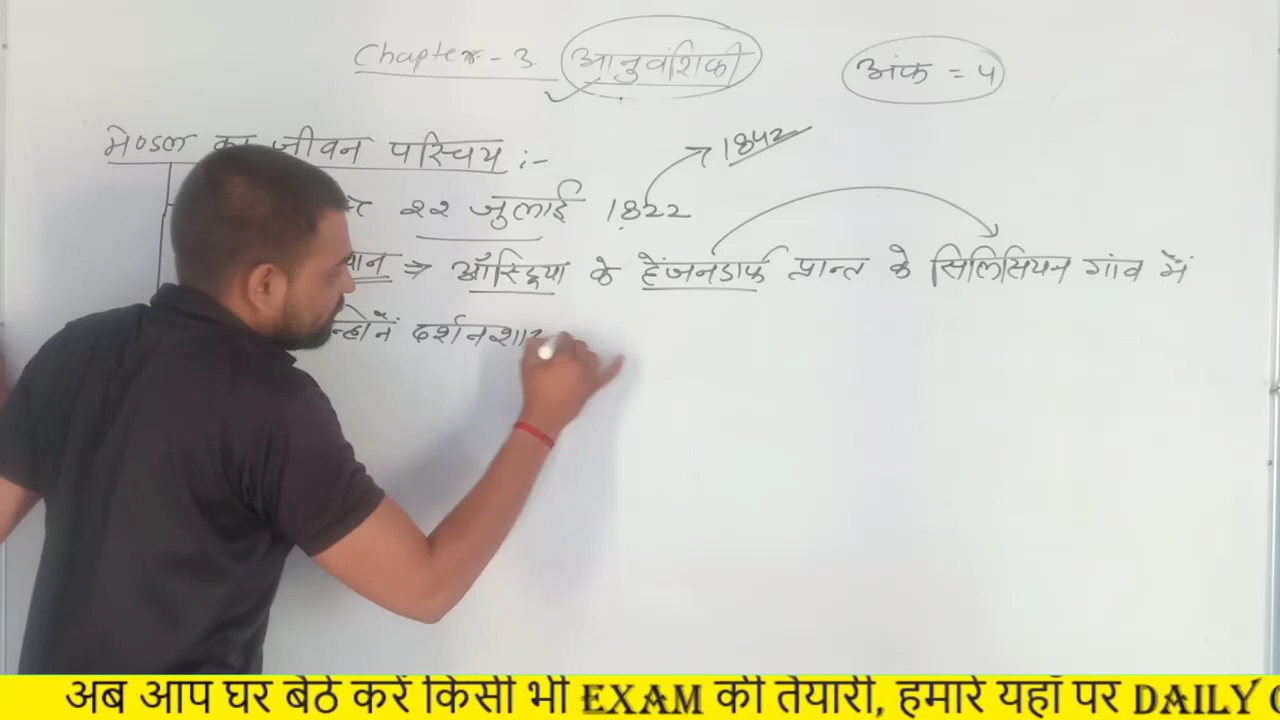 Chapter - 3. आनुवंशिकी
अंक = 4
मेण्डल का जीवन परिचय :-
1842
⇒ 22 जुलाई 1822
⇒ ऑस्ट्रिया के हेंजनडार्फ प्रान्त के सिलिसियन गांव में
दर्शनशा
अब आप घर बैठे करें किसी भी EXAM की तैयारी, हमारे यहाँ पर DAILY